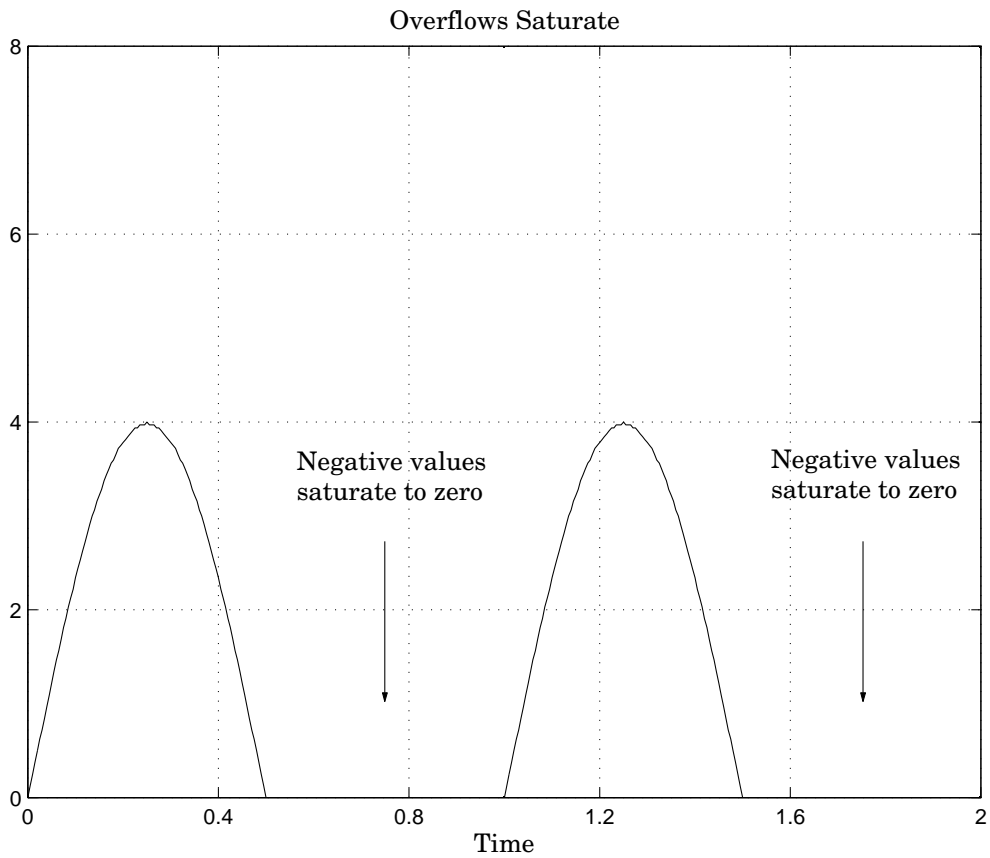 Overflows Saturate
8
6
4
Negative values
saturate to zero
Negative values
saturate to zero
2
0
0
0.4
0.8
1.2
1.6
2
Time